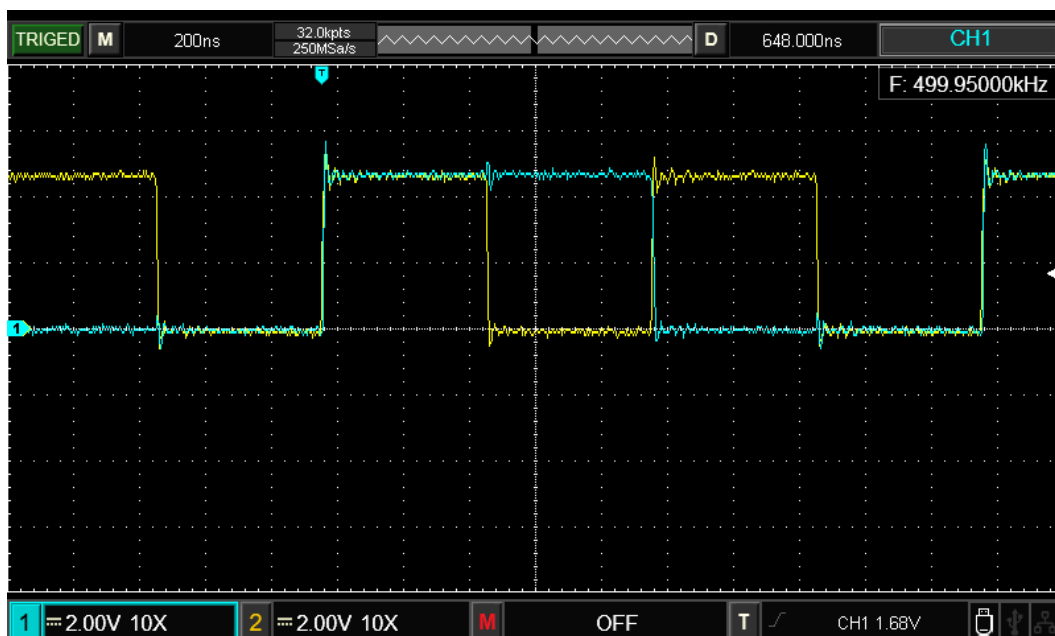 TRIGED M 200ns 32.0kpts D 648.000ns CH1
250MSa/s
T
F: 499.95000kHz
1
1 2.00V 10X 2 2.00V 10X M OFF T CH1 1.68V